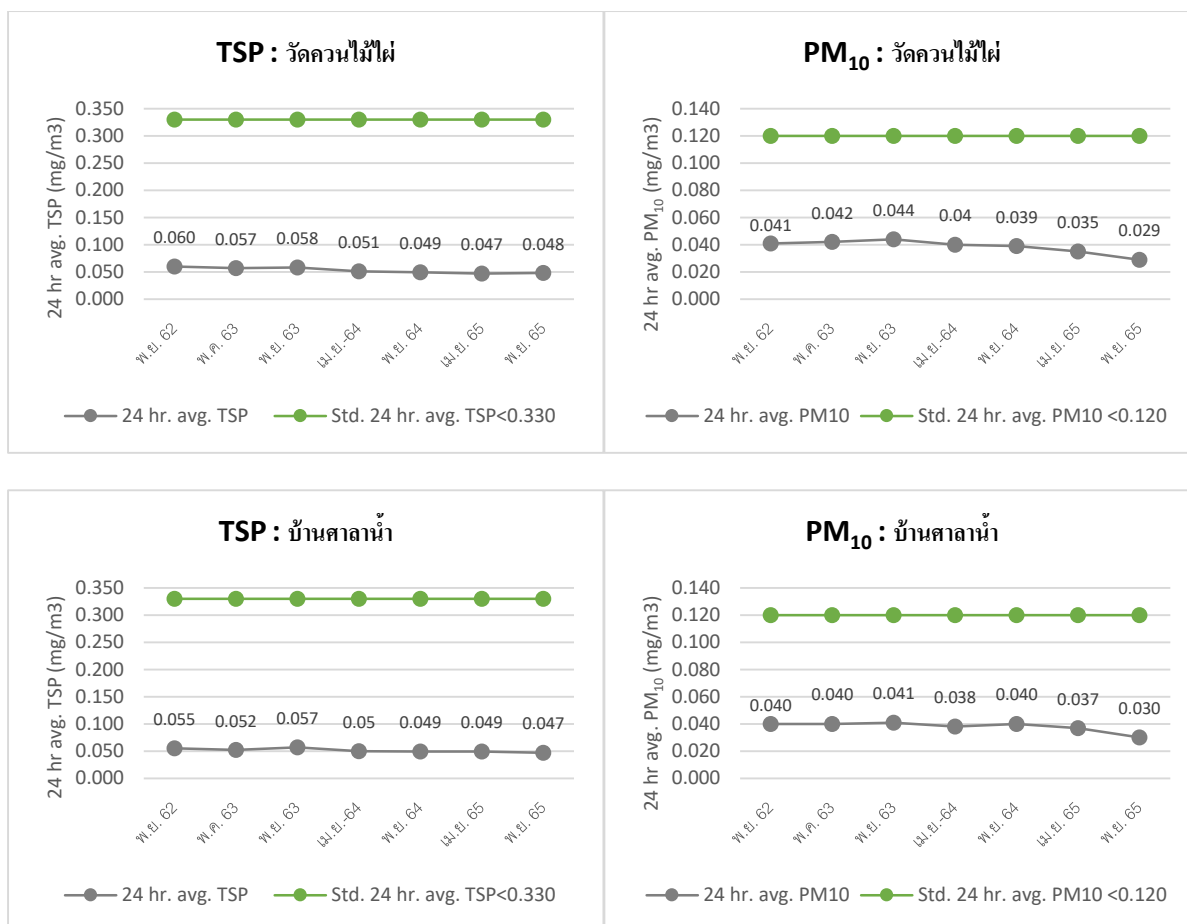 TSP : วัดควนไม้ไผ่
24 hr avg. TSP (mg/m3)
0.350
0.300
0.250
0.200
0.150
0.100
0.050
0.000
0.060 0.057 0.058 0.051 0.049 0.047 0.048
พ.ย. 62 พ.ค. 63 พ.ย. 63 เม.ย.-64 พ.ย. 64 เม.ย. 65 พ.ย. 65
24 hr. avg. TSP Std. 24 hr. avg. TSP<0.330
PM10 : วัดควนไม้ไผ่
24 hr avg. PM10 (mg/m3)
0.140
0.120
0.100
0.080
0.060
0.040
0.020
0.000
0.041 0.042 0.044 0.04 0.039 0.035 0.029
พ.ย. 62 พ.ค. 63 พ.ย. 63 เม.ย.-64 พ.ย. 64 เม.ย. 65 พ.ย. 65
24 hr. avg. PM10 Std. 24 hr. avg. PM10 <0.120
TSP : บ้านศาลาน้ำ
24 hr avg. TSP (mg/m3)
0.350
0.300
0.250
0.200
0.150
0.100
0.050
0.000
0.055 0.052 0.057 0.05 0.049 0.049 0.047
พ.ย. 62 พ.ค. 63 พ.ย. 63 เม.ย.-64 พ.ย. 64 เม.ย. 65 พ.ย. 65
24 hr. avg. TSP Std. 24 hr. avg. TSP<0.330
PM10 : บ้านศาลาน้ำ
24 hr avg. PM10 (mg/m3)
0.140
0.120
0.100
0.080
0.060
0.040
0.020
0.000
0.040 0.040 0.041 0.038 0.040 0.037 0.030
พ.ย. 62 พ.ค. 63 พ.ย. 63 เม.ย.-64 พ.ย. 64 เม.ย. 65 พ.ย. 65
24 hr. avg. PM10 Std. 24 hr. avg. PM10 <0.120